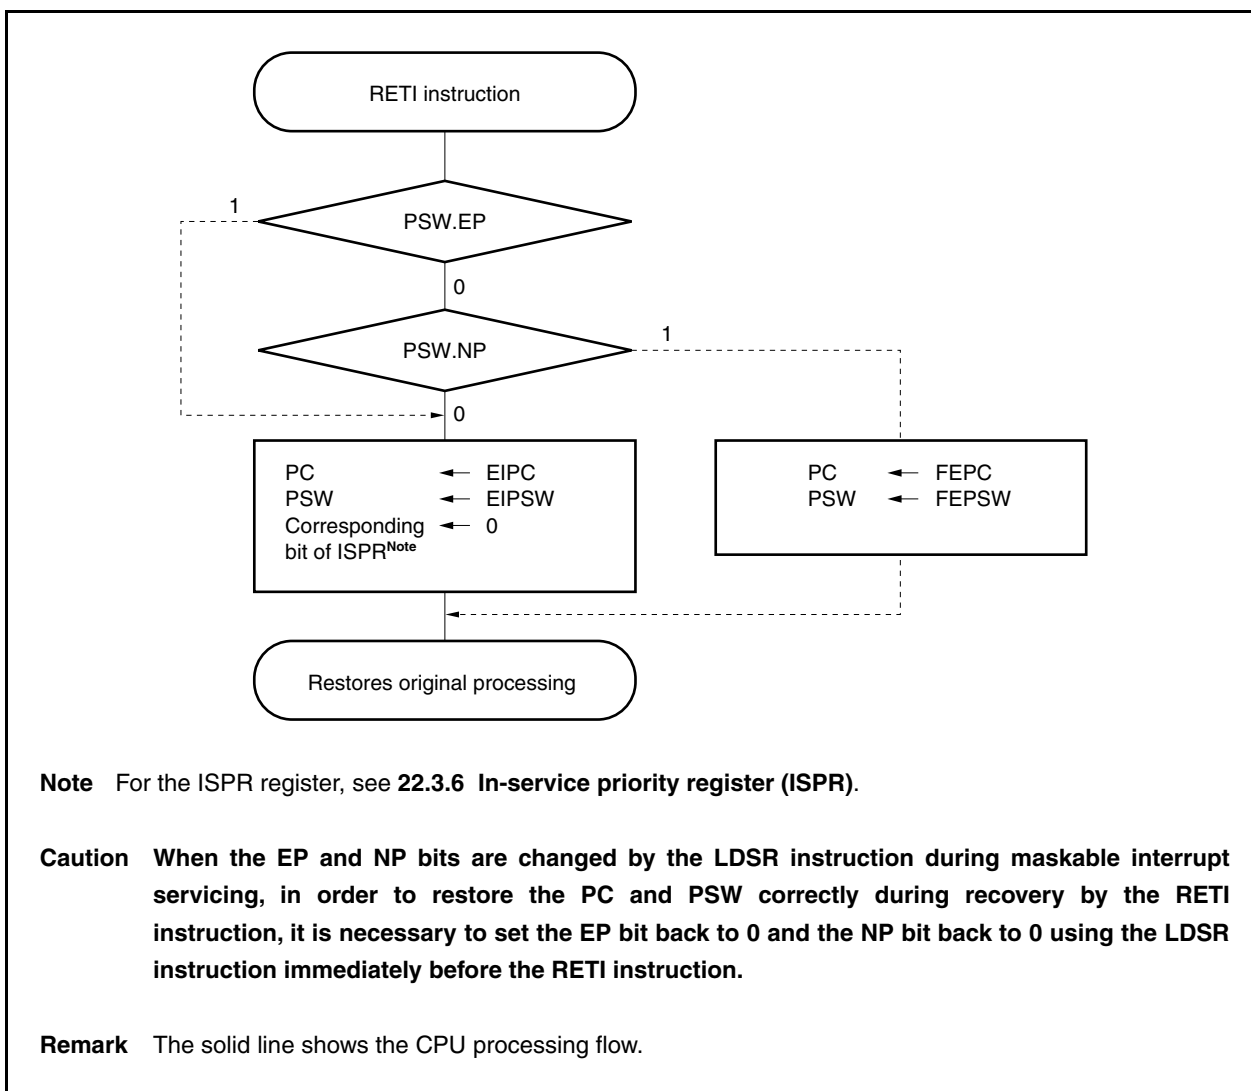 RETI instruction
1
PSW.EP
0
1
PSW.NP
0
PC ← EIPC
PSW ← EIPSW
Corresponding ← 0
bit of ISPRNote
PC ← FEPC
PSW ← FEPSW
Restores original processing
Note For the ISPR register, see 22.3.6 In-service priority register (ISPR).
Caution When the EP and NP bits are changed by the LDSR instruction during maskable interrupt
servicing, in order to restore the PC and PSW correctly during recovery by the RETI
instruction, it is necessary to set the EP bit back to 0 and the NP bit back to 0 using the LDSR
instruction immediately before the RETI instruction.
Remark The solid line shows the CPU processing flow.